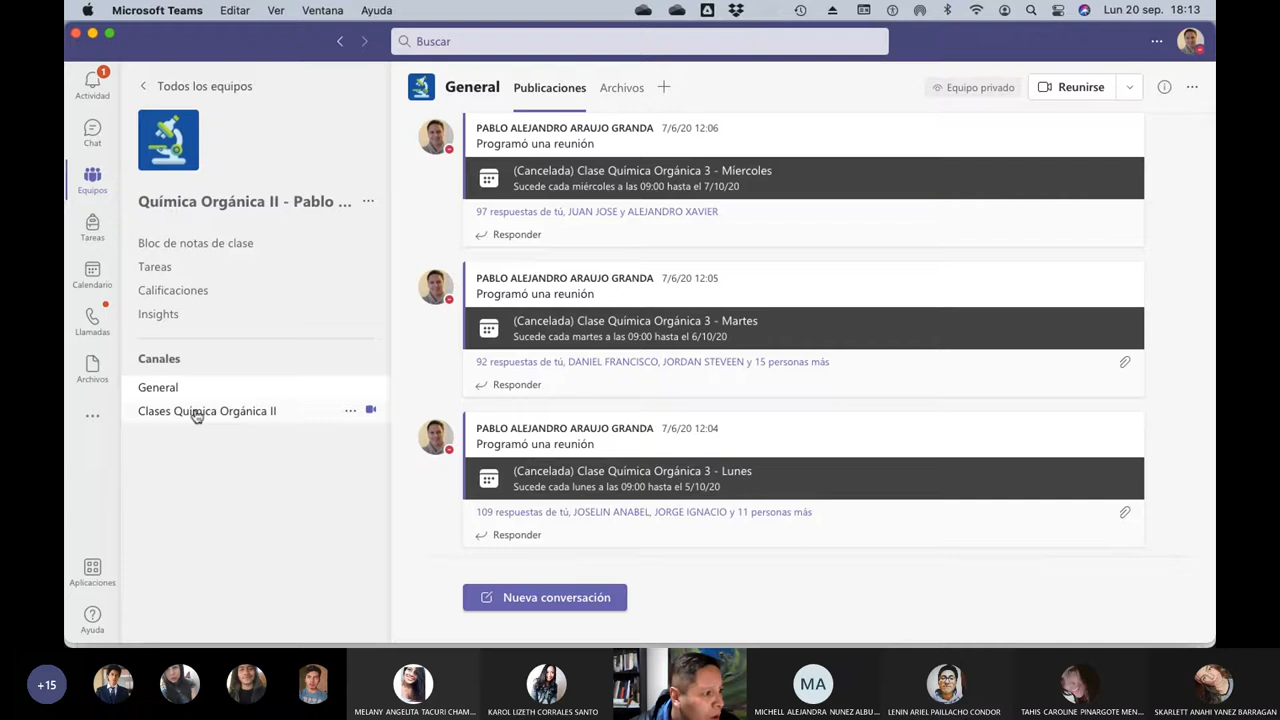 Microsoft Teams Editar Ver Ventana Ayuda
Lun 20 sep. 18:13
Buscar
1
Actividad
Chat
Equipos
Tareas
Calendario
Llamadas
Archivos
Aplicaciones
Ayuda
Todos los equipos
Química Orgánica II - Pablo ...
Bloc de notas de clase
Tareas
Calificaciones
Insights
Canales
General
Clases Química Orgánica II
General Publicaciones Archivos
Equipo privado
Reunirse
PABLO ALEJANDRO ARAUJO GRANDA 7/6/20 12:06
Programó una reunión
(Cancelada) Clase Química Orgánica 3 - Miercoles
Sucede cada miércoles a las 09:00 hasta el 7/10/20
97 respuestas de tú, JUAN JOSE y ALEJANDRO XAVIER
Responder
PABLO ALEJANDRO ARAUJO GRANDA 7/6/20 12:05
Programó una reunión
(Cancelada) Clase Química Orgánica 3 - Martes
Sucede cada martes a las 09:00 hasta el 6/10/20
92 respuestas de tú, DANIEL FRANCISCO, JORDAN STEVEEN y 15 personas más
Responder
PABLO ALEJANDRO ARAUJO GRANDA 7/6/20 12:04
Programó una reunión
(Cancelada) Clase Química Orgánica 3 - Lunes
Sucede cada lunes a las 09:00 hasta el 5/10/20
109 respuestas de tú, JOSELIN ANABEL, JORGE IGNACIO y 11 personas más
Responder
Nueva conversación
+15
MELANY ANGELITA TACURI CHAM...
KAROL LIZETH CORRALES SANTO
MA
MICHELL ALEJANDRA NUNEZ ALBU...
LENIN ARIEL PAILLACHO CONDOR
TAHIS CAROLINE PINARGOTE MEN...
SKARLETT ANAHI YANEZ BARRAGAN